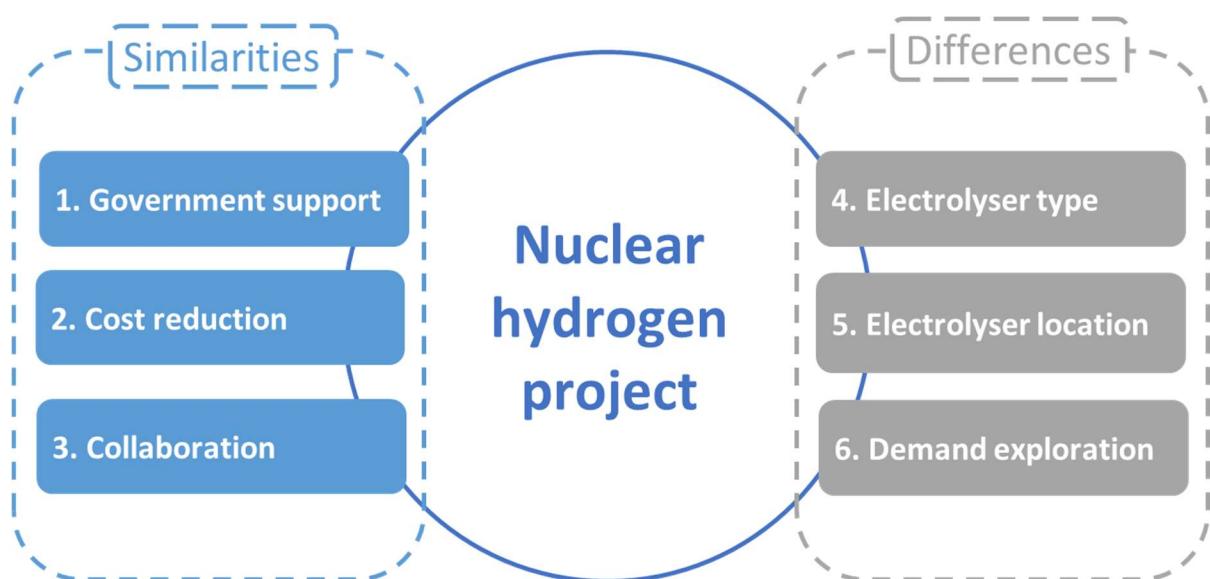 Similarities
1. Government support
2. Cost reduction
3. Collaboration
Nuclear
hydrogen
project
Differences
4. Electrolyser type
5. Electrolyser location
6. Demand exploration